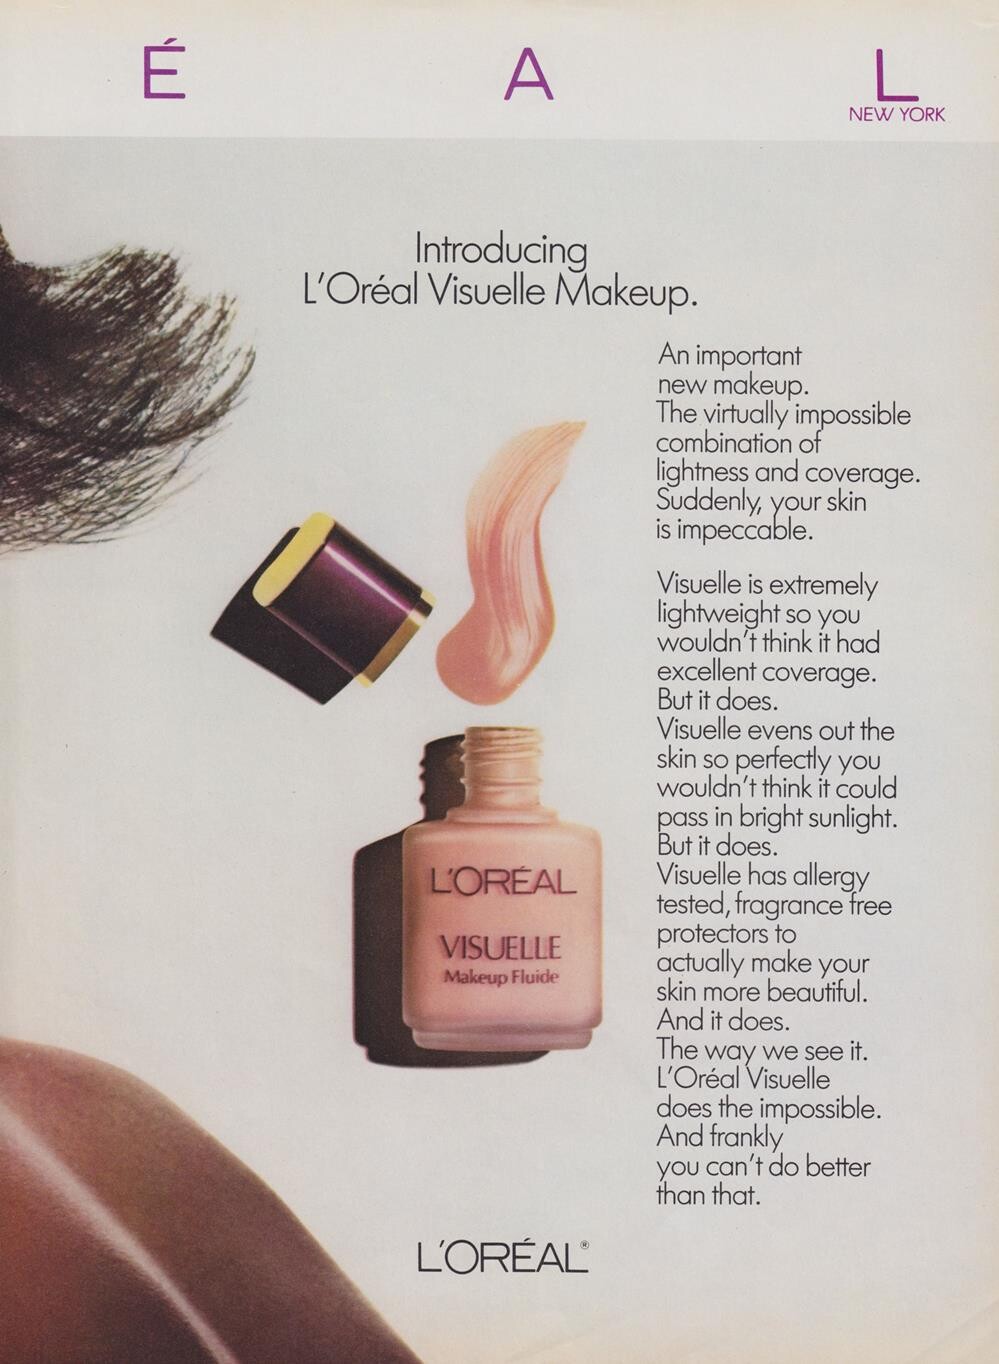 É A L
NEW YORK
Introducing
L'Oréal Visuelle Makeup.
An important
new makeup.
The virtually impossible
combination of
lightness and coverage.
Suddenly, your skin
is impeccable.
Visuelle is extremely
lightweight so you
wouldn't think it had
excellent coverage.
But it does.
Visuelle evens out the
skin so perfectly you
wouldn't think it could
pass in bright sunlight.
But it does.
Visuelle has allergy
tested, fragrance free
protectors to
actually make your
skin more beautiful.
And it does.
The way we see it.
L'Oréal Visuelle
does the impossible.
And frankly
you can't do better
than that.
L'ORÉAL
VISUELLE
Makeup Fluide
L'ORÉAL®